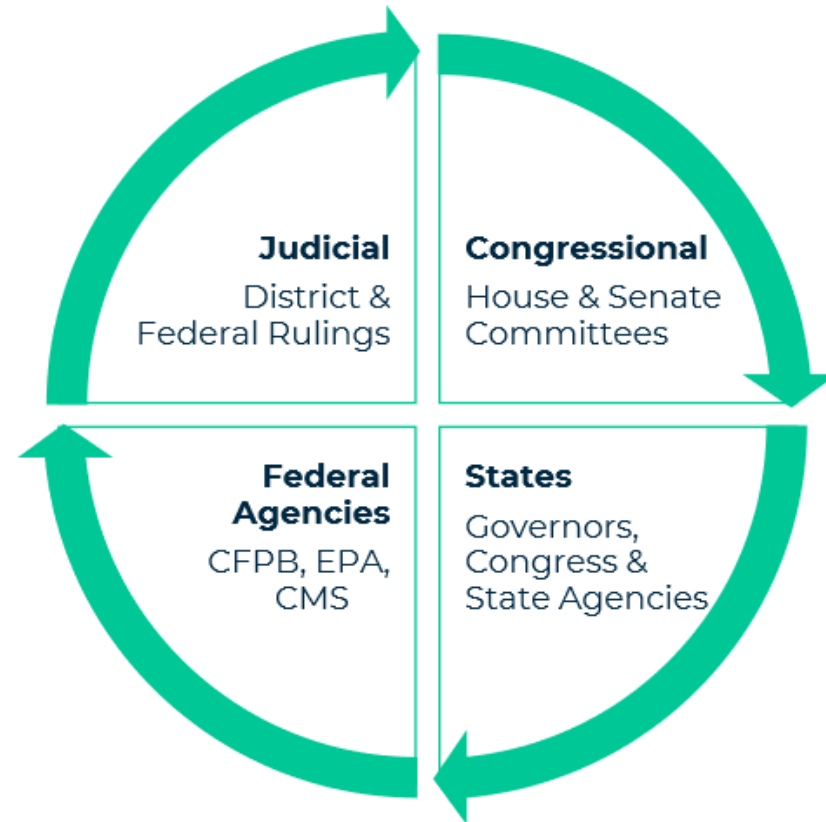 Judicial
District &
Federal Rulings
Congressional
House & Senate
Committees
Federal
Agencies
CFPB, EPA,
CMS
States
Governors,
Congress &
State Agencies